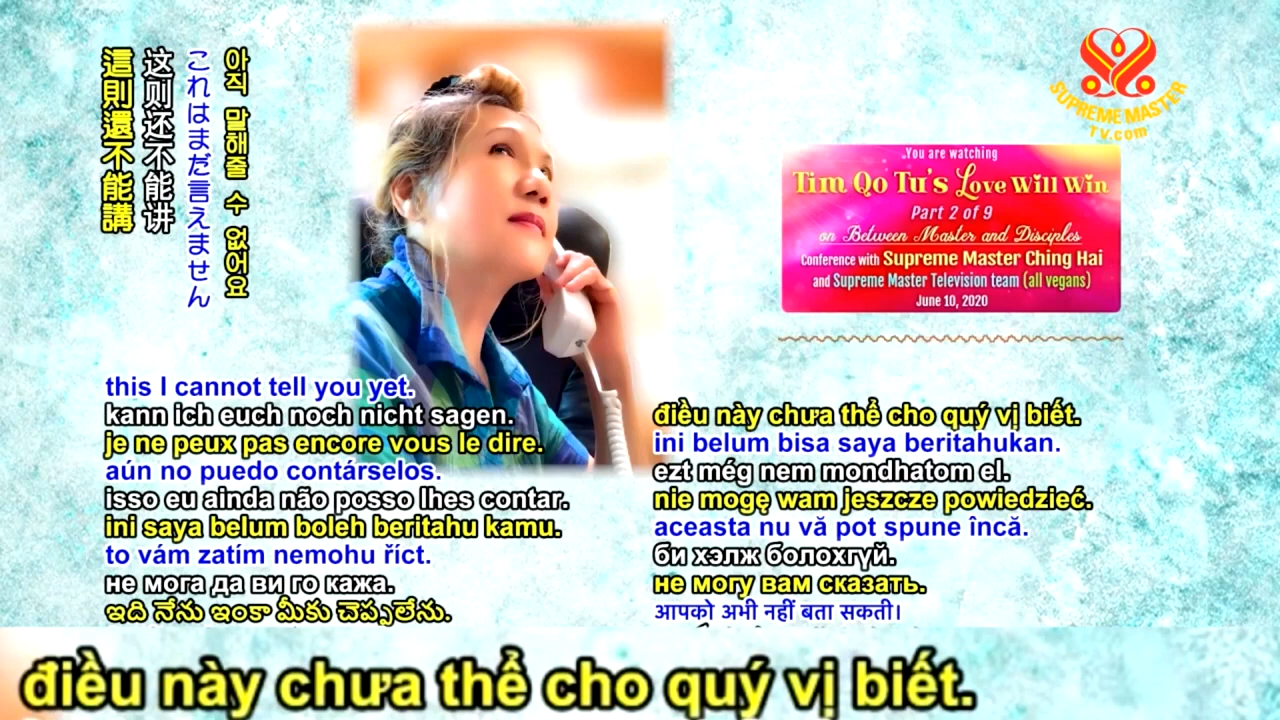 這則還不能講
这则还不能讲
これはまだ言えません
아직 말해줄 수 없어요
SUPREME MASTER
TV.com
You are watching
Tim Qo Tu's Love Will Win
Part 2 of 9
on Between Master and Disciples
Conference with Supreme Master Ching Hai
and Supreme Master Television team (all vegans)
June 10, 2020
this I cannot tell you yet.
kann ich euch noch nicht sagen.
je ne peux pas encore vous le dire.
aún no puedo contárselos.
isso eu ainda não posso lhes contar.
ini saya belum boleh beritahu kamu.
to vám zatím nemohu říct.
не мога да ви го кажа.
ఇది నేను ఇంకా మీకు చెప్పలేను.
điều này chưa thể cho quý vị biết.
ini belum bisa saya beritahukan.
ezt még nem mondhatom el.
nie mogę wam jeszcze powiedzieć.
aceasta nu vă pot spune încă.
би хэлж болохгүй.
не могу вам сказать.
आपको अभी नहीं बता सकती।
điều này chưa thể cho quý vị biết.